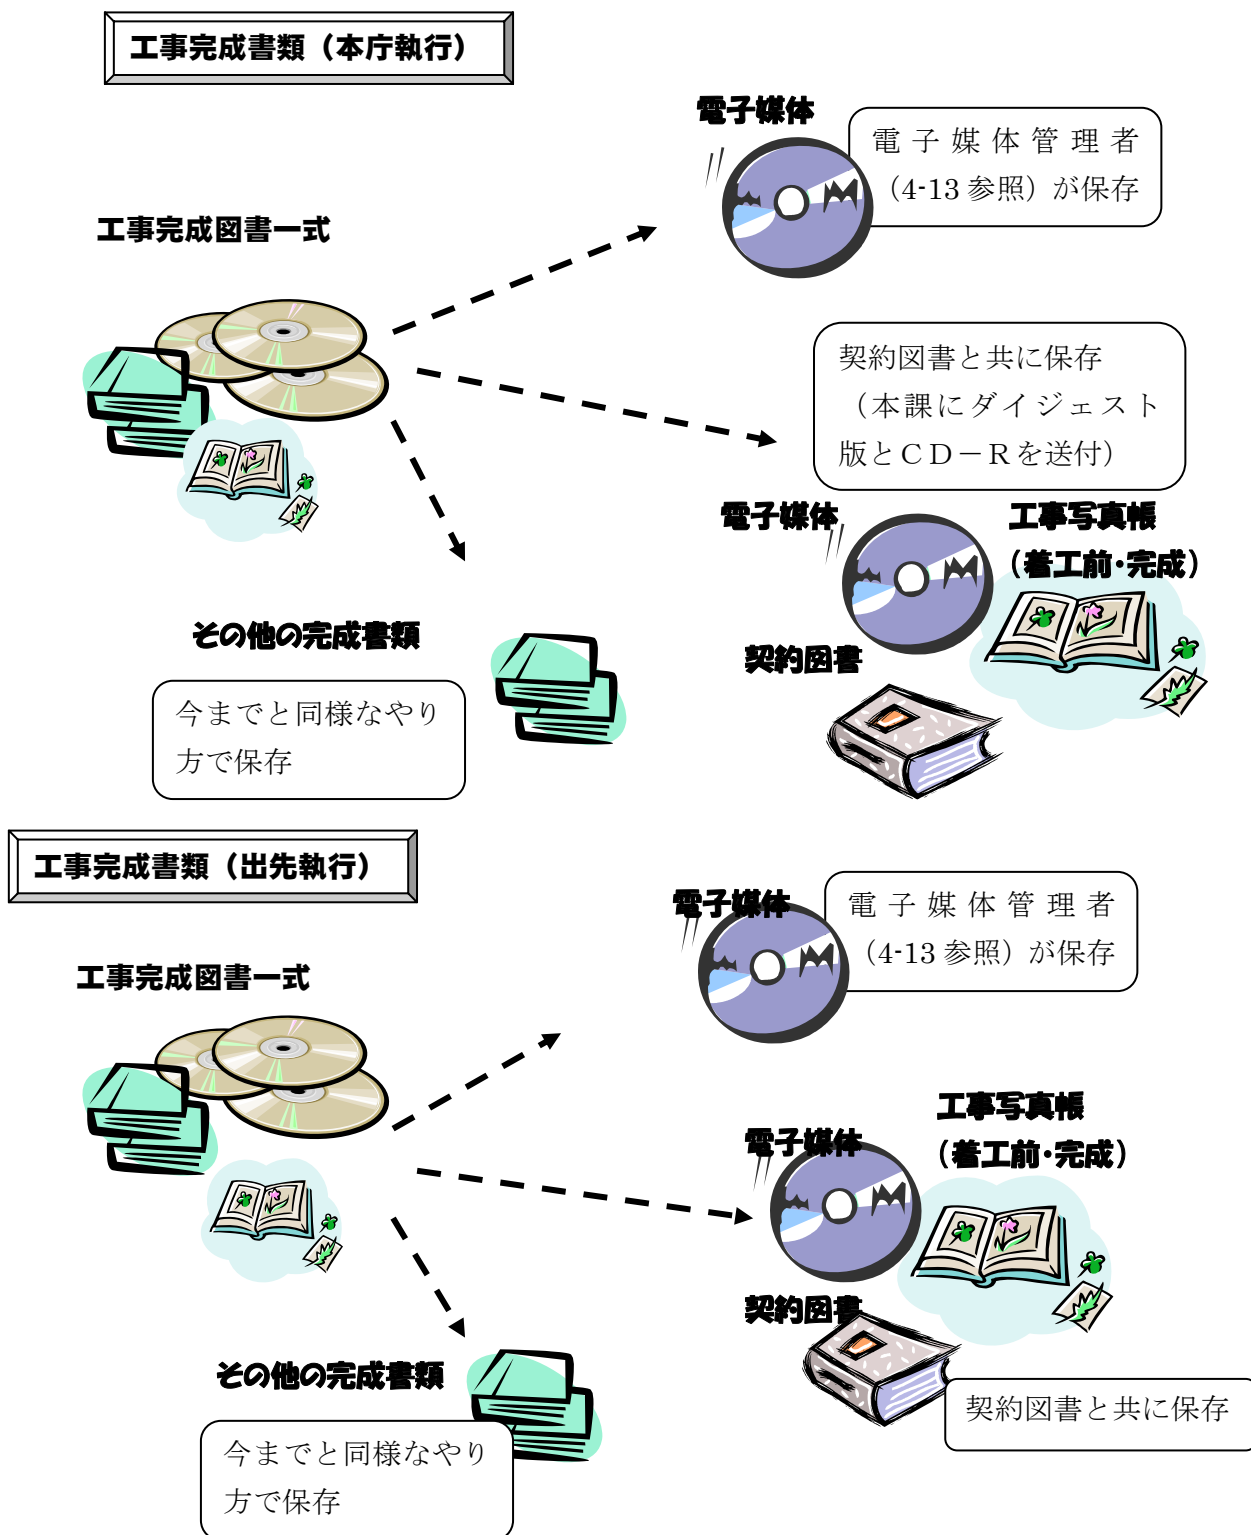 工事完成書類（本庁執行）
電子媒体
電子媒体管理者
（4-13 参照）が保存
工事完成図書一式
契約図書と共に保存
（本課にダイジェスト
版とＣＤ－Ｒを送付）
電子媒体
工事写真帳
（着工前・完成）
その他の完成書類
契約図書
今までと同様なやり
方で保存
工事完成書類（出先執行）
電子媒体
電子媒体管理者
（4-13 参照）が保存
工事完成図書一式
工事写真帳
（着工前・完成）
電子媒体
契約図書
その他の完成書類
契約図書と共に保存
今までと同様なやり
方で保存